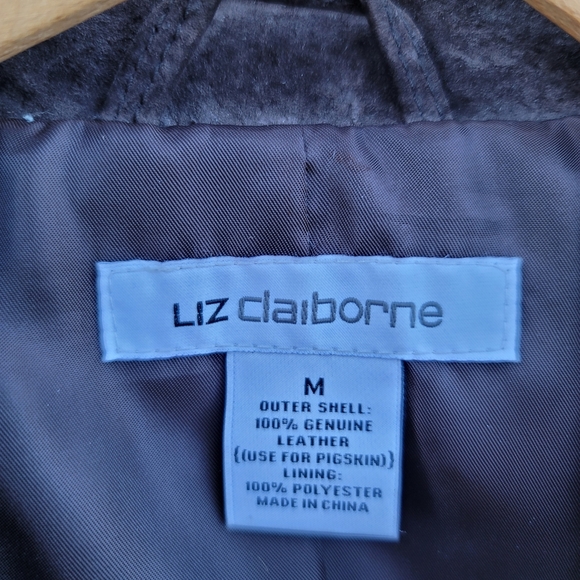 LIZ claiborne
M
OUTER SHELL:
100% GENUINE
LEATHER
{(USE FOR PIGSKIN)}
LINING:
100% POLYESTER
MADE IN CHINA